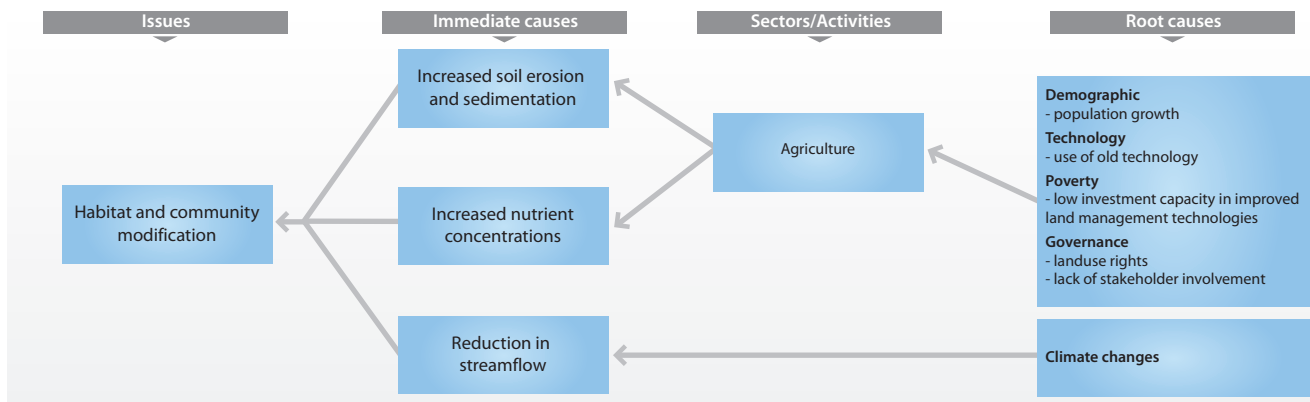 Issues
Immediate causes
Sectors/Activities
Root causes
Increased soil erosion
and sedimentation
Agriculture
Demographic
- population growth
Technology
- use of old technology
Poverty
- low investment capacity in improved
land management technologies
Governance
- landuse rights
- lack of stakeholder involvement
Habitat and community
modification
Increased nutrient
concentrations
Reduction in
streamflow
Climate changes